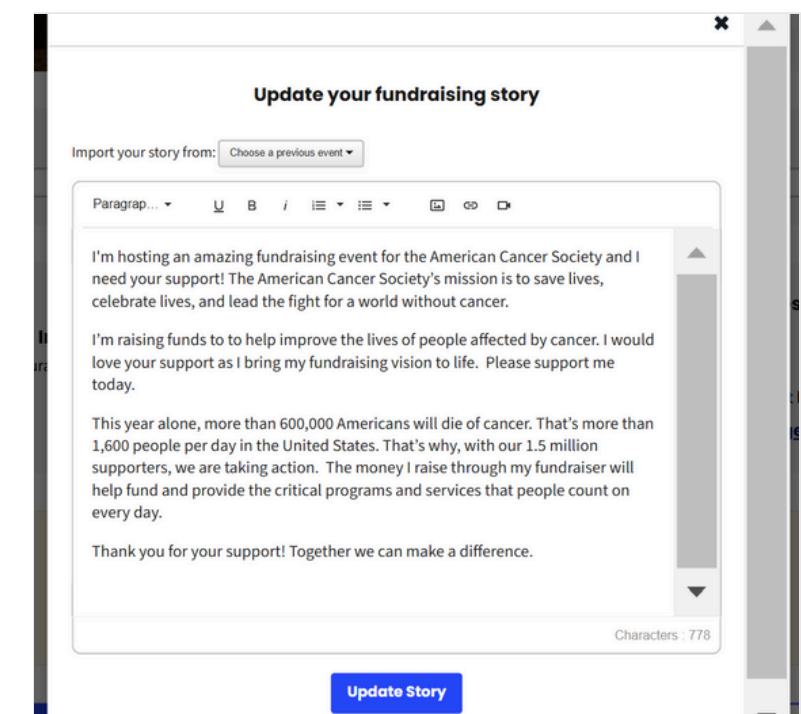 Update your fundraising story
Import your story from: Choose a previous event
Paragrap... U B i
I'm hosting an amazing fundraising event for the American Cancer Society and I
need your support! The American Cancer Society's mission is to save lives,
celebrate lives, and lead the fight for a world without cancer.
I'm raising funds to to help improve the lives of people affected by cancer. I would
love your support as I bring my fundraising vision to life.  Please support me
today.
This year alone, more than 600,000 Americans will die of cancer. That's more than
1,600 people per day in the United States. That's why, with our 1.5 million
supporters, we are taking action.  The money I raise through my fundraiser will
help fund and provide the critical programs and services that people count on
every day.
Thank you for your support! Together we can make a difference.
Characters : 778
Update Story